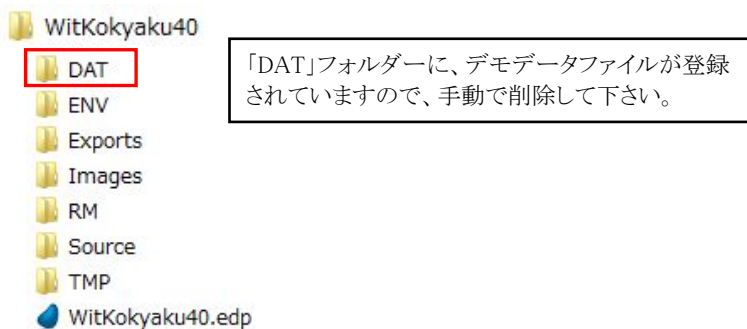 WitKokyaku40
DAT
「DAT」フォルダーに、デモデータファイルが登録
されていますので、手動で削除して下さい。
ENV
Exports
Images
RM
Source
TMP
WitKokyaku40.edp